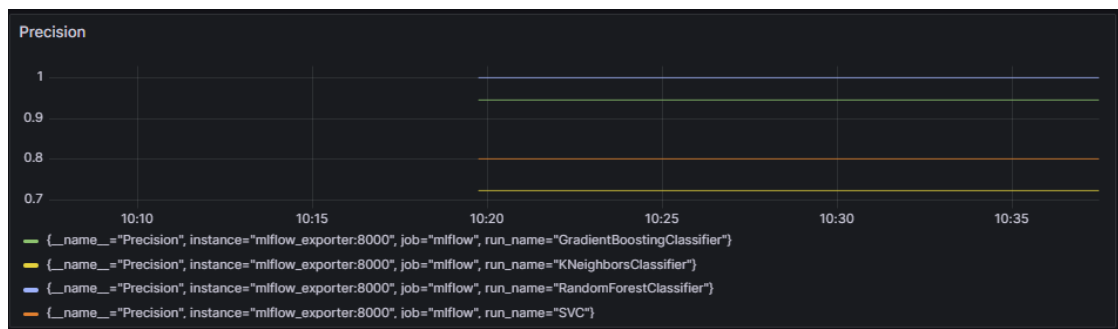 Precision
1
0.9
0.8
0.7
10:10 10:15 10:20 10:25 10:30 10:35
{__name__="Precision", instance="mlflow_exporter:8000", job="mlflow", run_name="GradientBoostingClassifier"}
{__name__="Precision", instance="mlflow_exporter:8000", job="mlflow", run_name="KNeighborsClassifier"}
{__name__="Precision", instance="mlflow_exporter:8000", job="mlflow", run_name="RandomForestClassifier"}
{__name__="Precision", instance="mlflow_exporter:8000", job="mlflow", run_name="SVC"}